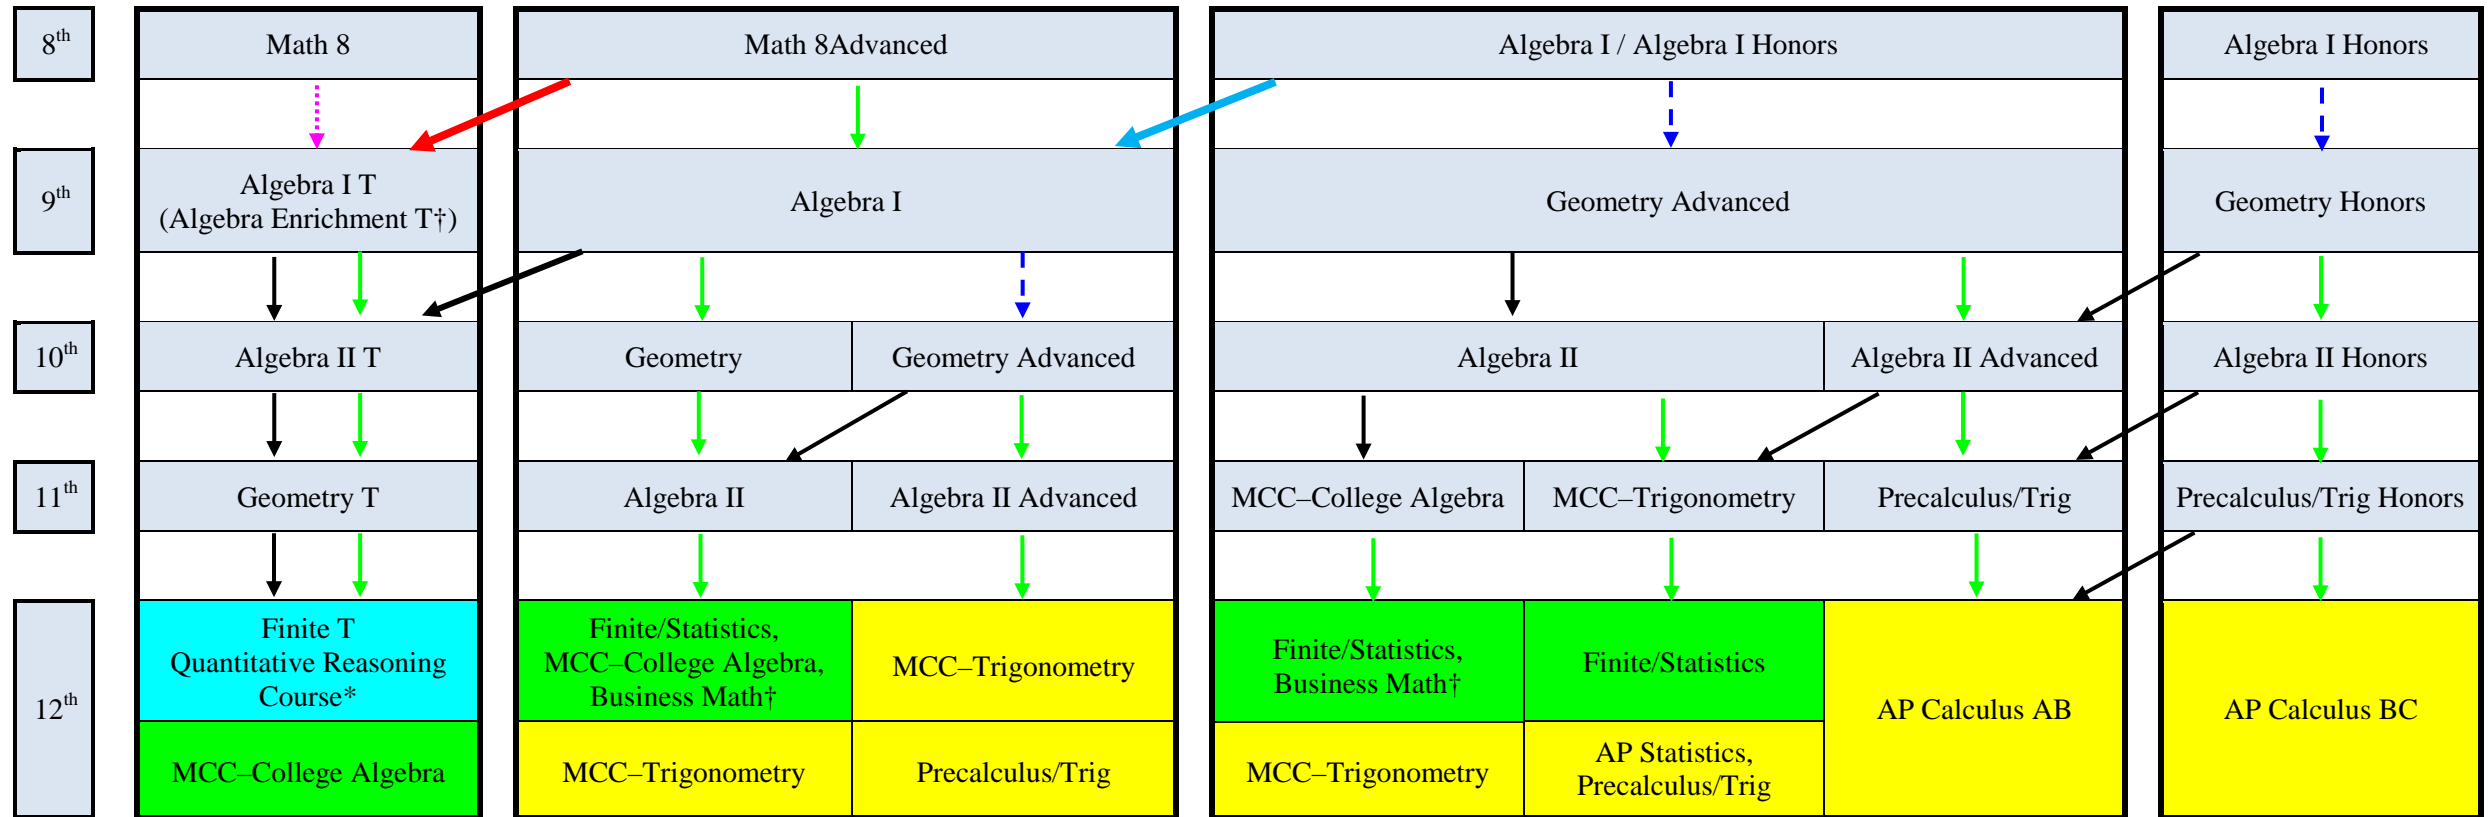 8th
Math 8
Math 8Advanced
Algebra I / Algebra I Honors
Algebra I Honors
9th
Algebra I T
(Algebra Enrichment T†)
Algebra I
Geometry Advanced
Geometry Honors
10th
Algebra II T
Geometry
Geometry Advanced
Algebra II
Algebra II Advanced
Algebra II Honors
11th
Geometry T
Algebra II
Algebra II Advanced
MCC–College Algebra
MCC–Trigonometry
Precalculus/Trig
Precalculus/Trig Honors
12th
Finite T
Quantitative Reasoning
Course*
MCC–College Algebra
Finite/Statistics,
MCC–College Algebra,
Business Math†
MCC–Trigonometry
MCC–Trigonometry
Precalculus/Trig
Finite/Statistics,
Business Math†
MCC–Trigonometry
Finite/Statistics
AP Statistics,
Precalculus/Trig
AP Calculus AB
AP Calculus BC